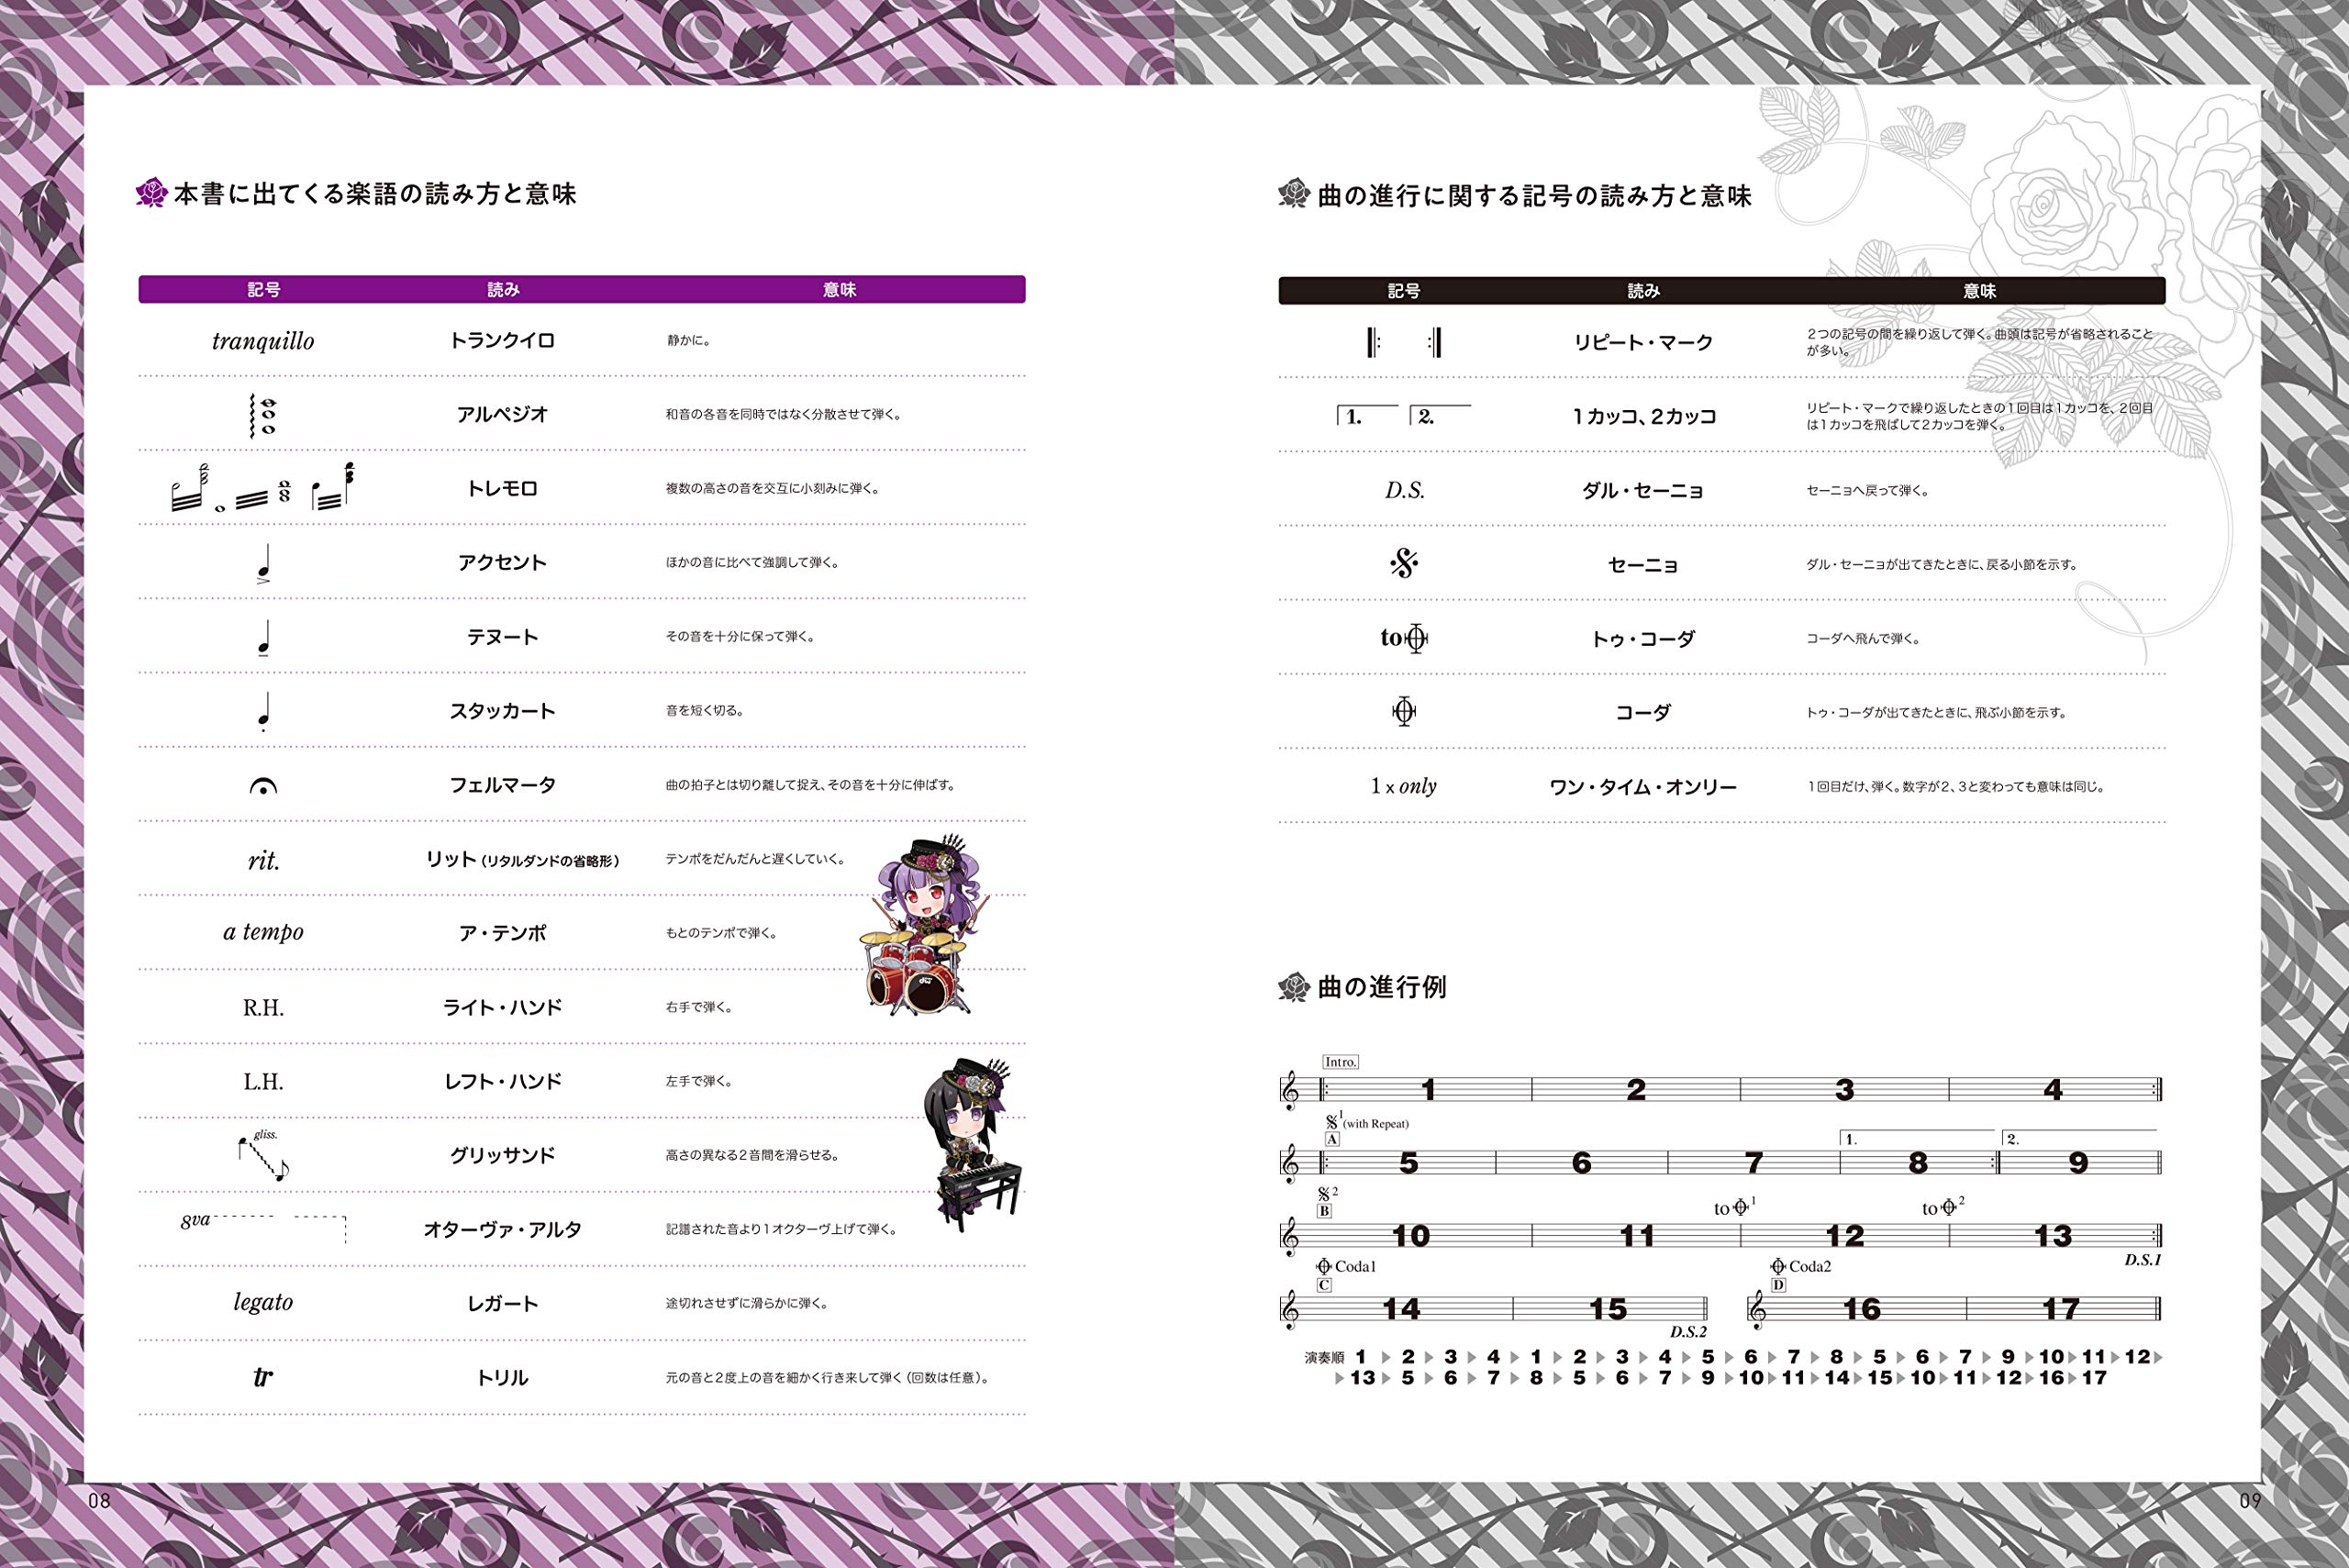 本書に出てくる楽語の読み方と意味
記号 読み 意味
tranquillo トランクイロ 静かに。
アルペジオ 和音の各音を同時ではなく分散させて弾く。
トレモロ 複数の高さの音を交互に小刻みに弾く。
アクセント ほかの音に比べて強調して弾く。
テヌート その音を十分に保って弾く。
スタッカート 音を短く切る。
フェルマータ 曲の拍子とは切り離して捉え、その音を十分に伸ばす。
rit. リット（リタルダンドの省略形） テンポをだんだんと遅くしていく。
a tempo ア・テンポ もとのテンポで弾く。
R.H. ライト・ハンド 右手で弾く。
L.H. レフト・ハンド 左手で弾く。
gliss. グリッサンド 高さの異なる2音間を滑らせる。
8va オターヴァ・アルタ 記譜された音より1オクターヴ上げて弾く。
legato レガート 途切れさせずに滑らかに弾く。
tr トリル 元の音と2度上の音を細かく行き来して弾く（回数は任意）。
08
曲の進行に関する記号の読み方と意味
記号 読み 意味
リピート・マーク 2つの記号の間を繰り返して弾く。曲頭は記号が省略されること
が多い。
1. 2. 1カッコ、2カッコ リピート・マークで繰り返したときの1回目は1カッコを、2回目
は1カッコを飛ばして2カッコを弾く。
D.S. ダル・セーニョ セーニョへ戻って弾く。
セーニョ ダル・セーニョが出てきたときに、戻る小節を示す。
to トゥ・コーダ コーダへ飛んで弾く。
コーダ トゥ・コーダが出てきたときに、飛ぶ小節を示す。
1 x only ワン・タイム・オンリー 1回目だけ、弾く。数字が2、3と変わっても意味は同じ。
曲の進行例
Intro.
1 2 3 4
1 (with Repeat)
A 1. 2.
5 6 7 8 9
2
B to 1 to 2
10 11 12 13
D.S.1
Coda1 Coda2
C D
14 15 16 17
D.S.2
演奏順 1 2 3 4 1 2 3 4 5 6 7 8 5 6 7 9 10 11 12
13 5 6 7 8 5 6 7 9 10 11 14 15 10 11 12 16 17
09